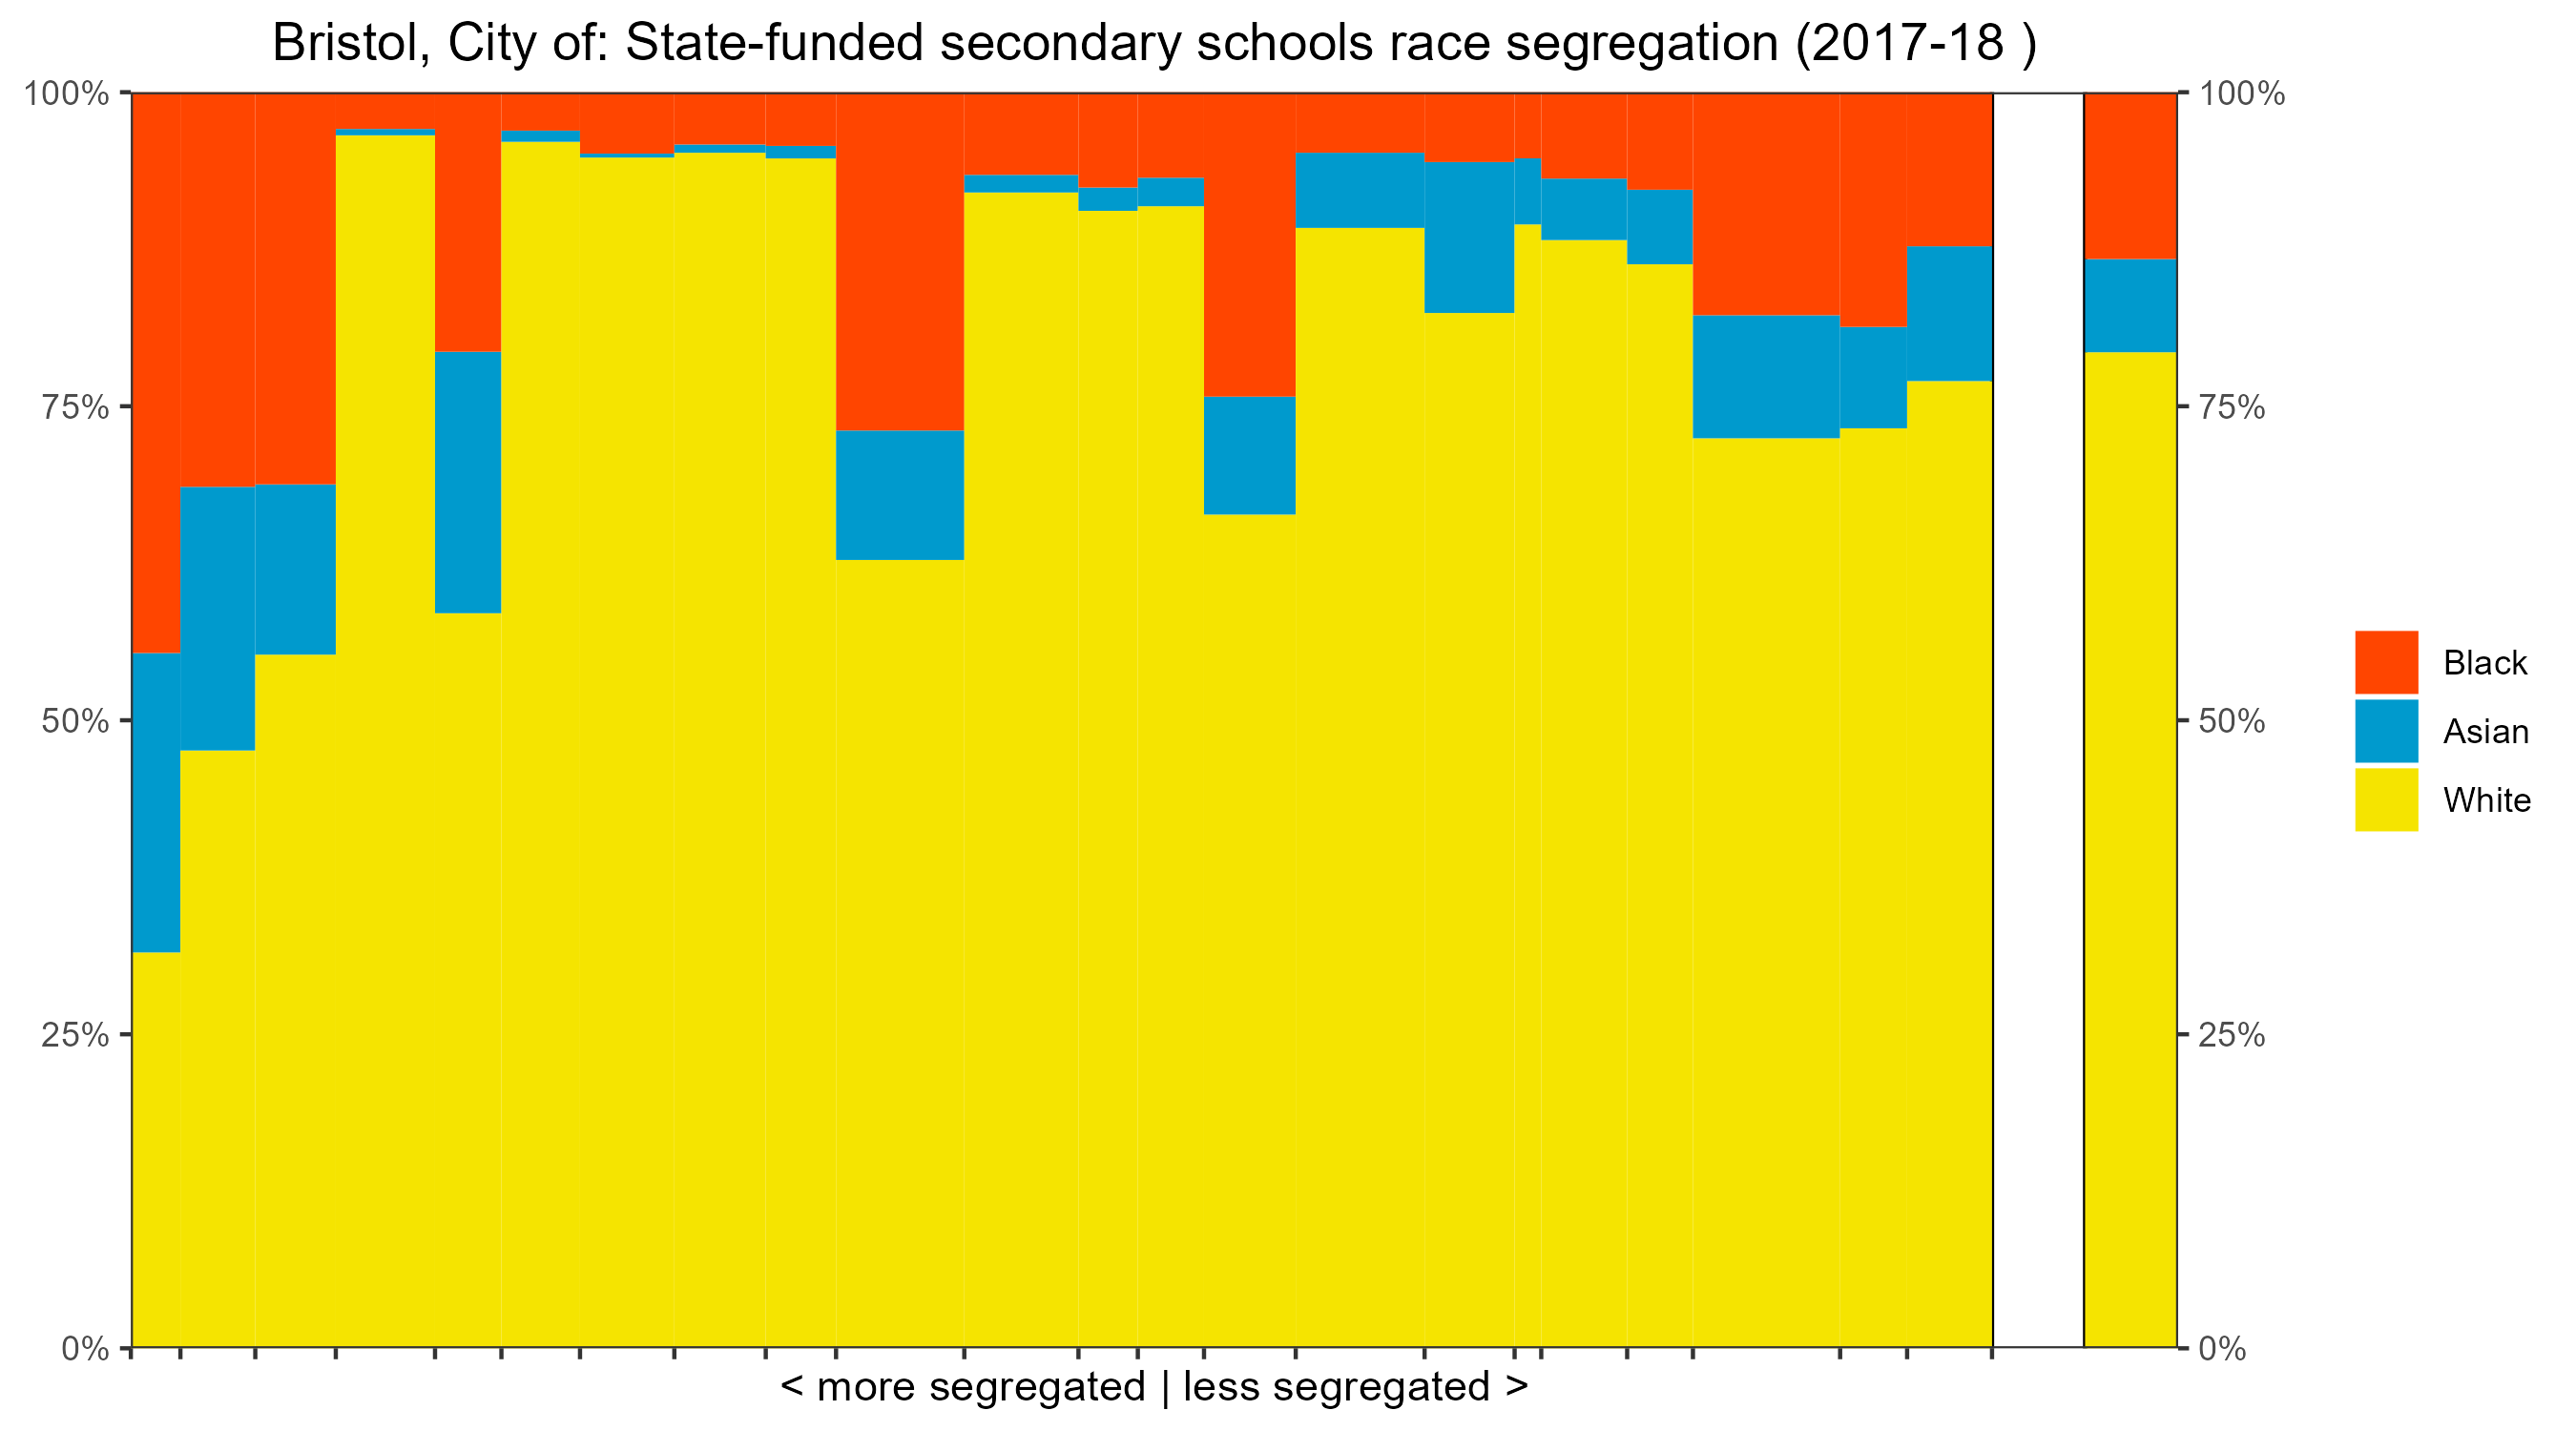 Bristol, City of: State-funded secondary schools race segregation (2017-18 )
100%
75%
50%
25%
0%
100%
75%
50%
25%
0%
Black
Asian
White
< more segregated | less segregated >